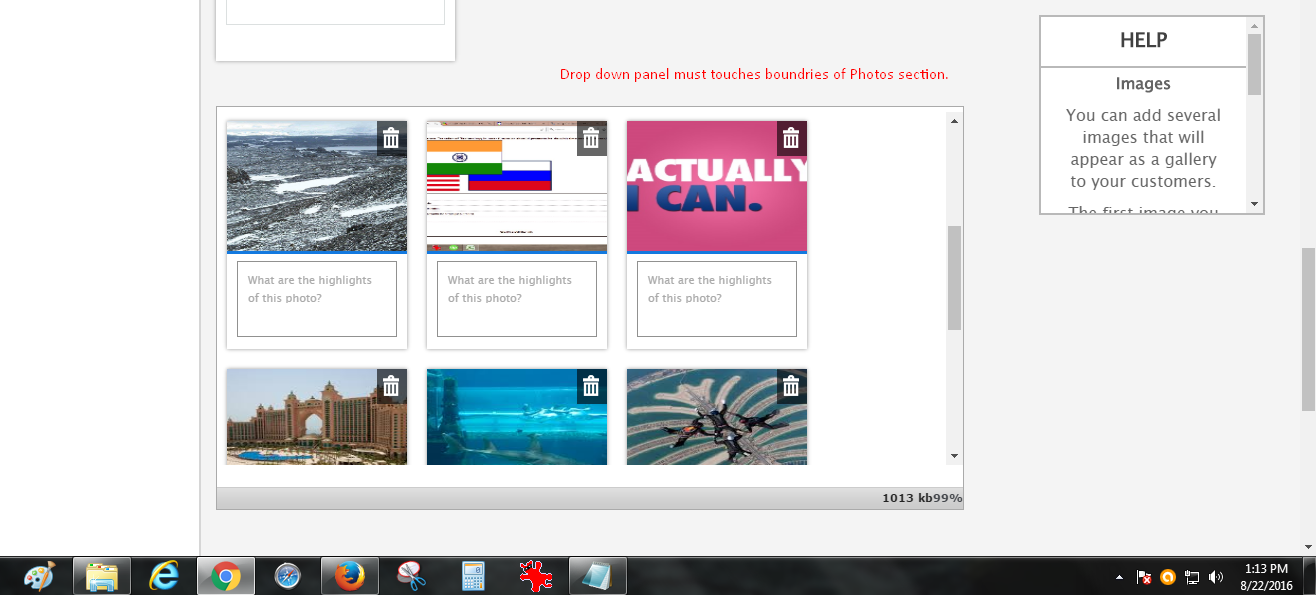 Drop down panel must touches boundries of Photos section.
HELP
Images
You can add several
images that will
appear as a gallery
to your customers.
The first image you
ACTUALLY
I CAN.
What are the highlights
of this photo?
What are the highlights
of this photo?
What are the highlights
of this photo?
1013 kb99%
1:13 PM
8/22/2016